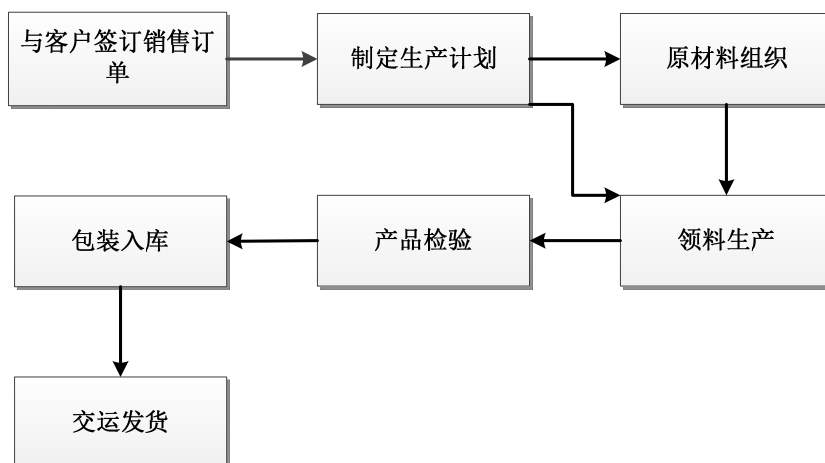 与客户签订销售订
单
制定生产计划
原材料组织
领料生产
产品检验
包装入库
交运发货